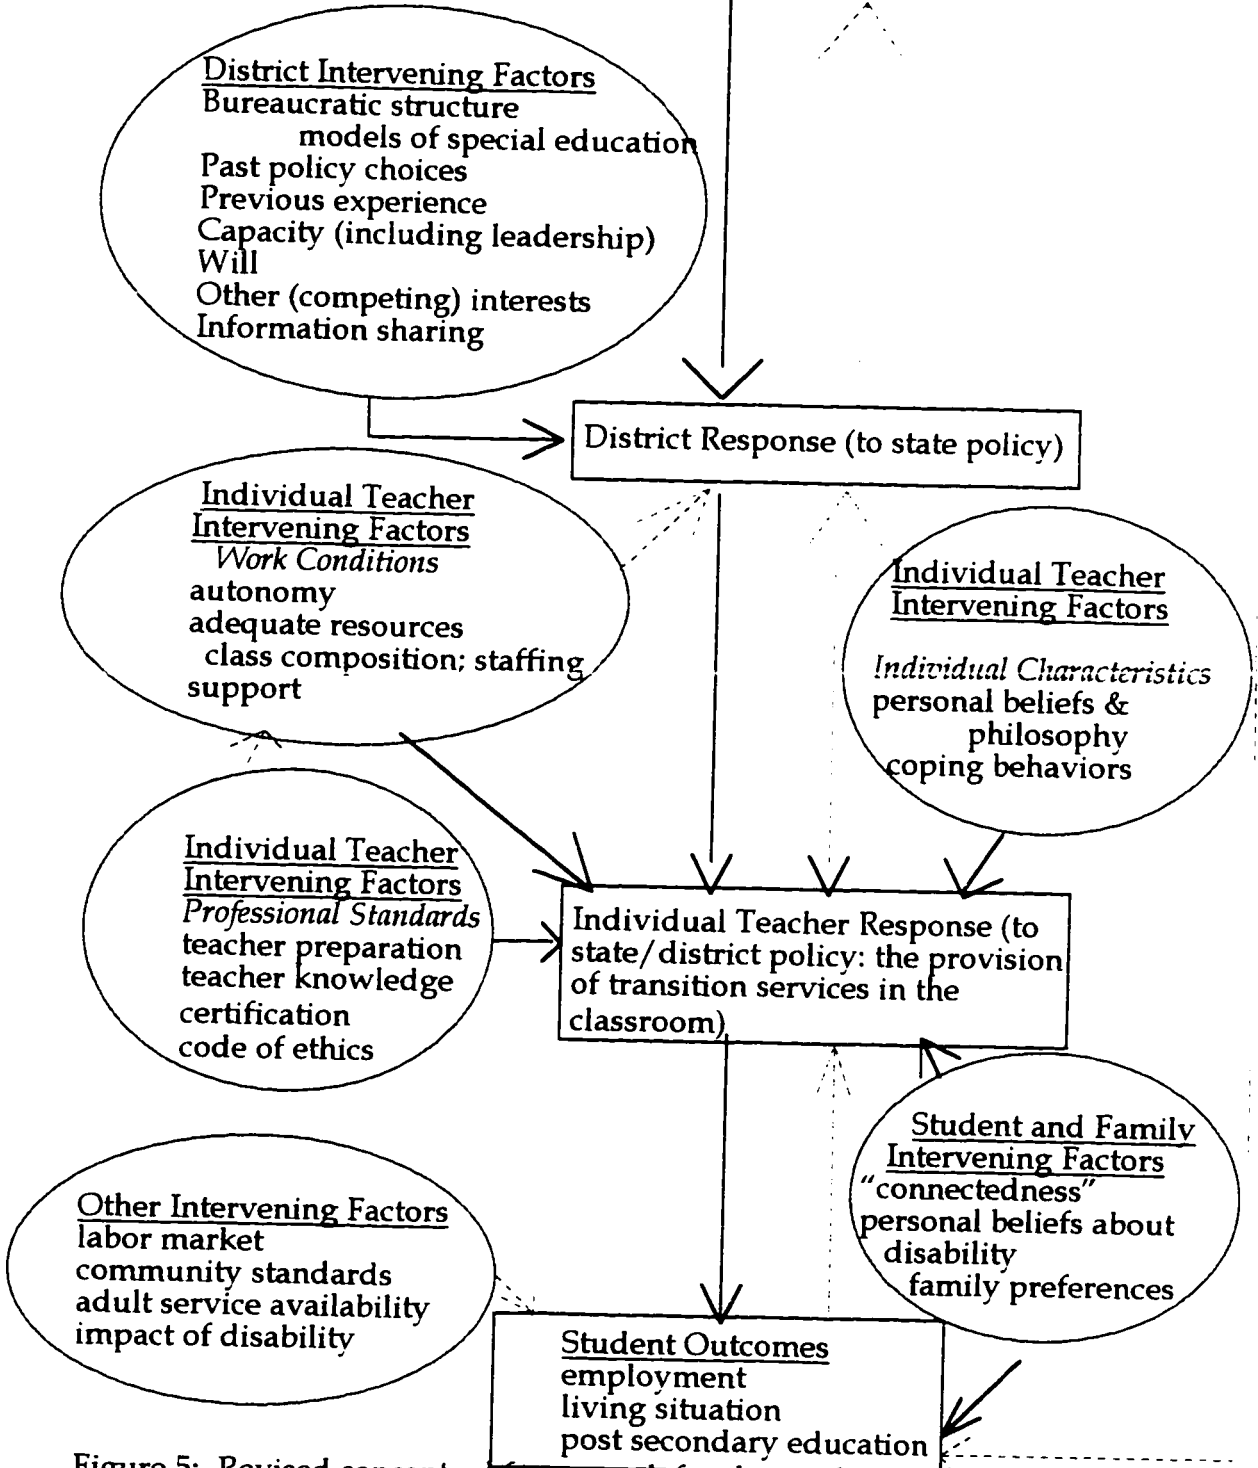 District Intervening Factors
Bureaucratic structure
models of special education
Past policy choices
Previous experience
Capacity (including leadership)
Will
Other (competing) interests
Information sharing
District Response (to state policy)
Individual Teacher
Intervening Factors
Work Conditions
autonomy
adequate resources
class composition; staffing
support
Individual Teacher
Intervening Factors
Individual Characteristics
personal beliefs &
philosophy
coping behaviors
Individual Teacher
Intervening Factors
Professional Standards
teacher preparation
teacher knowledge
certification
code of ethics
Individual Teacher Response (to
state/district policy: the provision
of transition services in the
classroom)
Student and Family
Intervening Factors
"connectedness"
personal beliefs about
disability
family preferences
Other Intervening Factors
labor market
community standards
adult service availability
impact of disability
Student Outcomes
employment
living situation
post secondary education
Figure 5: Revised